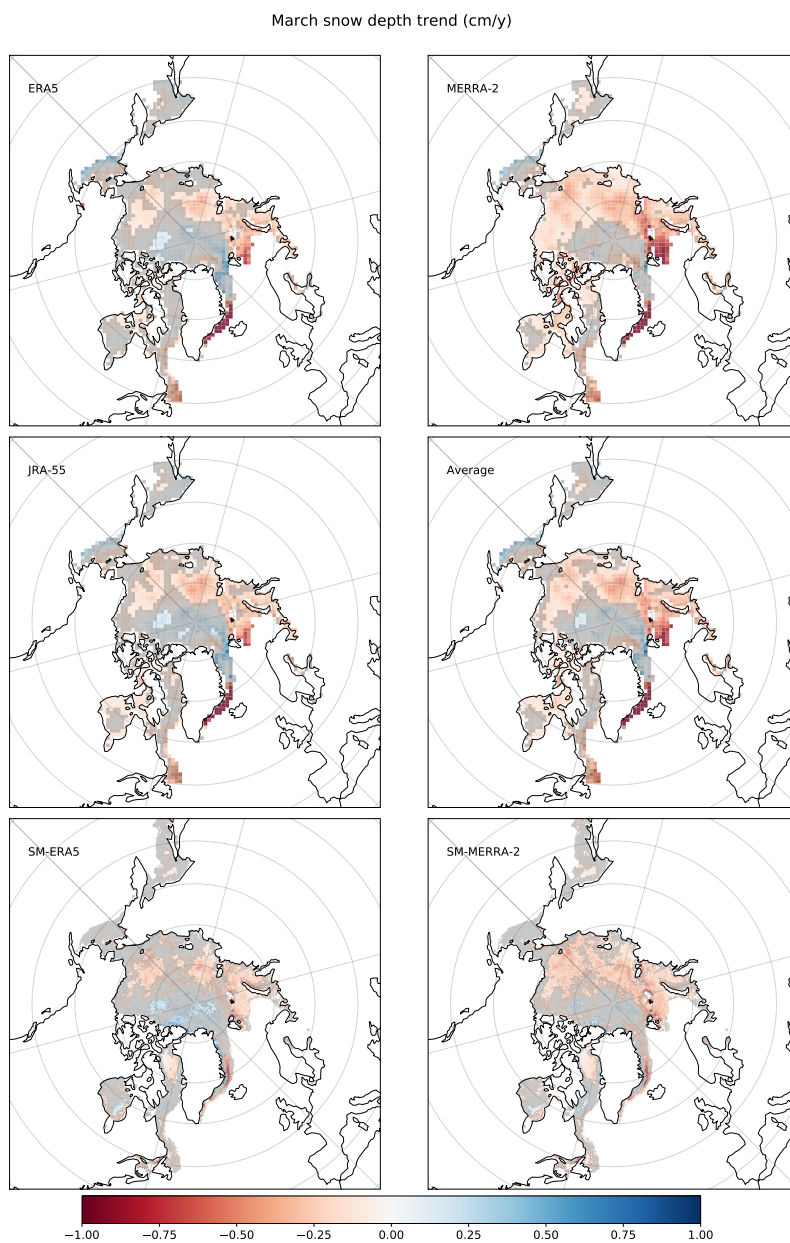 March snow depth trend (cm/y)
ERA5
MERRA-2
JRA-55
Average
SM-ERA5
SM-MERRA-2
−1.00 −0.75 −0.50 −0.25 0.00 0.25 0.50 0.75 1.00